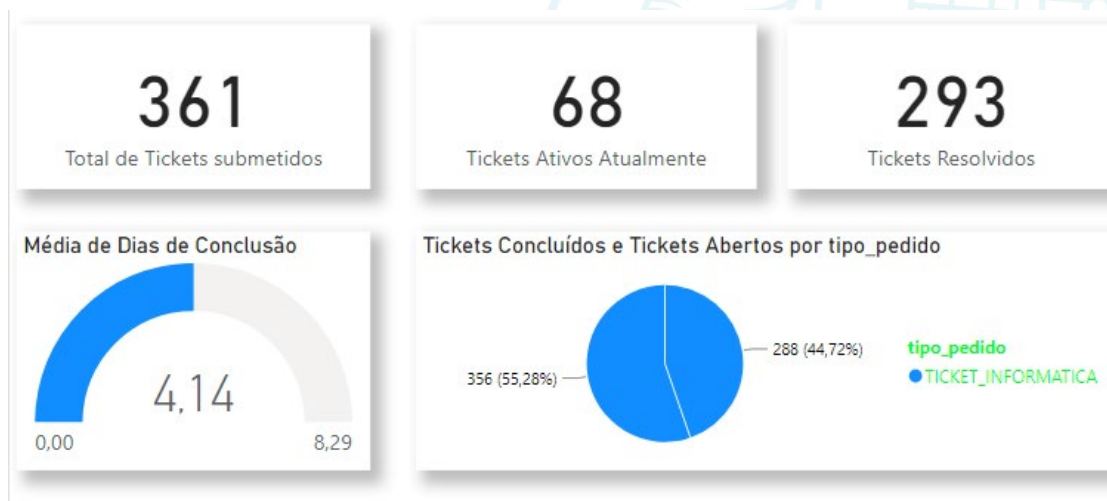 361
Total de Tickets submetidos
68
Tickets Ativos Atualmente
293
Tickets Resolvidos
Média de Dias de Conclusão
4,14
0,00
8,29
Tickets Concluídos e Tickets Abertos por tipo_pedido
288 (44,72%)
356 (55,28%)
tipo_pedido
TICKET_INFORMATICA